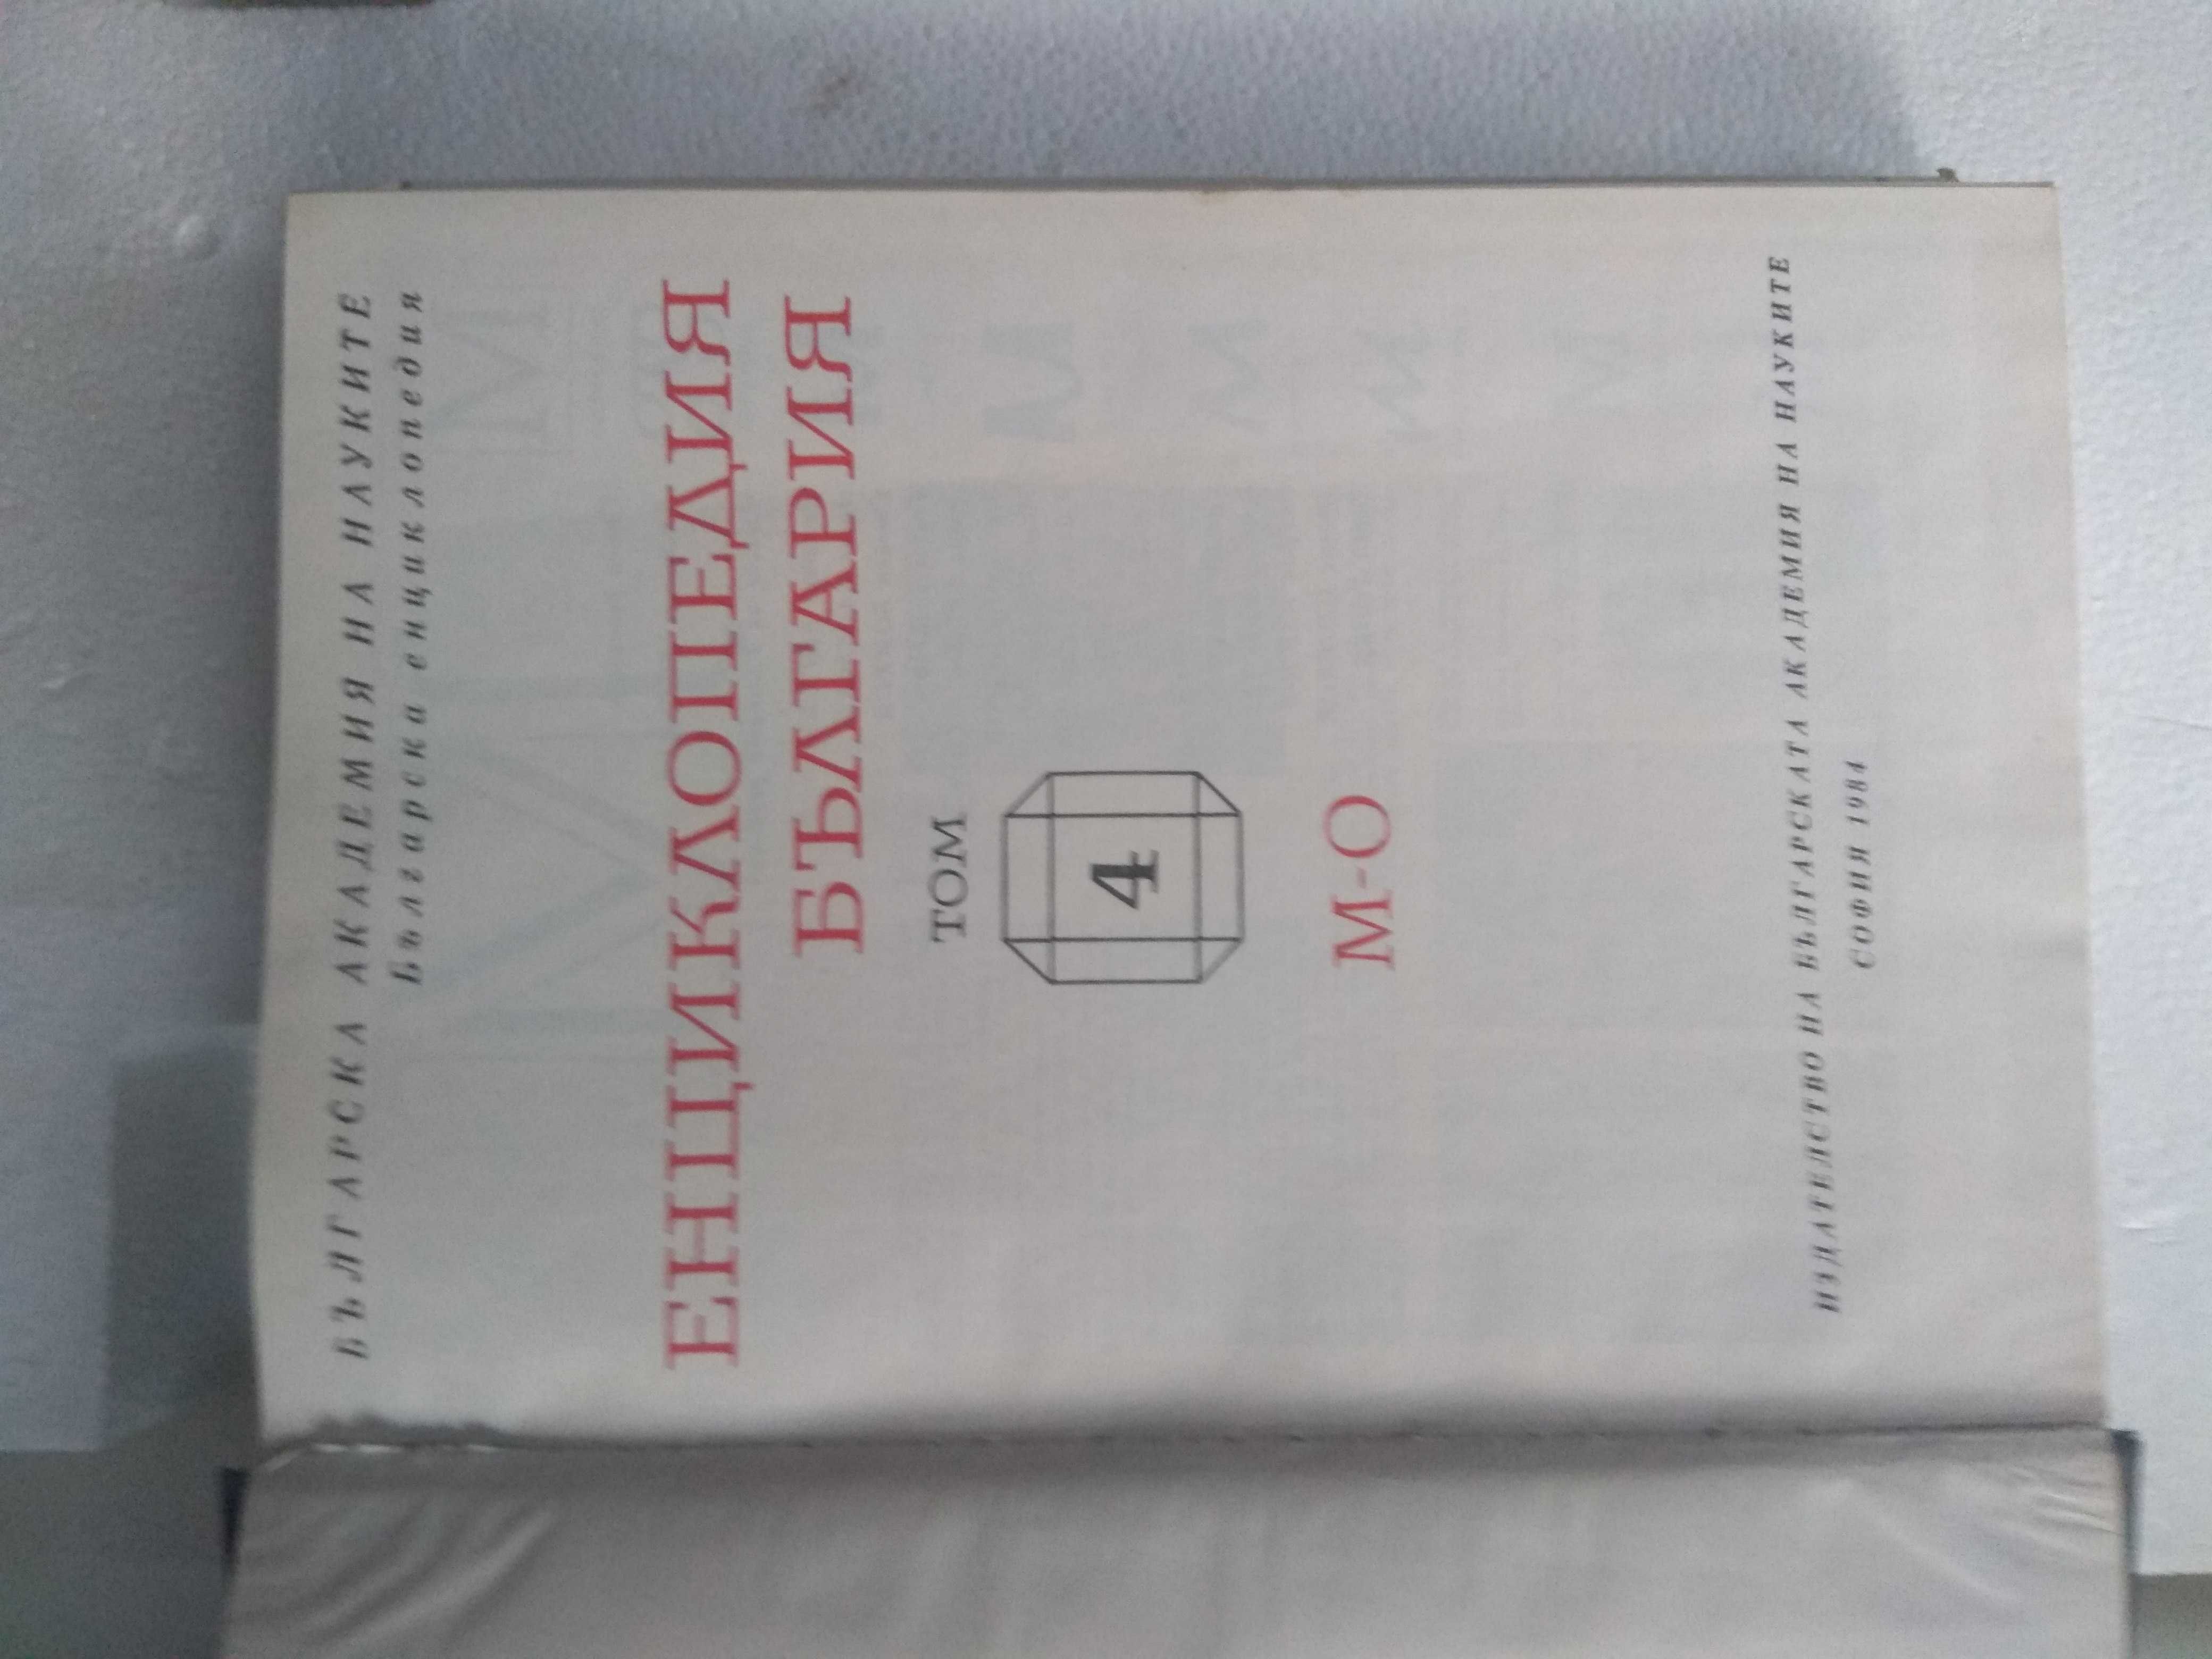 БЪЛГАРСКА АКАДЕМИЯ НА НАУКИТЕ
Българска енциклопедия
ЕНЦИКЛОПЕДИЯ
БЪЛГАРИЯ
ТОМ
4
М-О
ИЗДАТЕЛСТВО НА БЪЛГАРСКАТА АКАДЕМИЯ НА НАУКИТЕ
СОФИЯ 1984